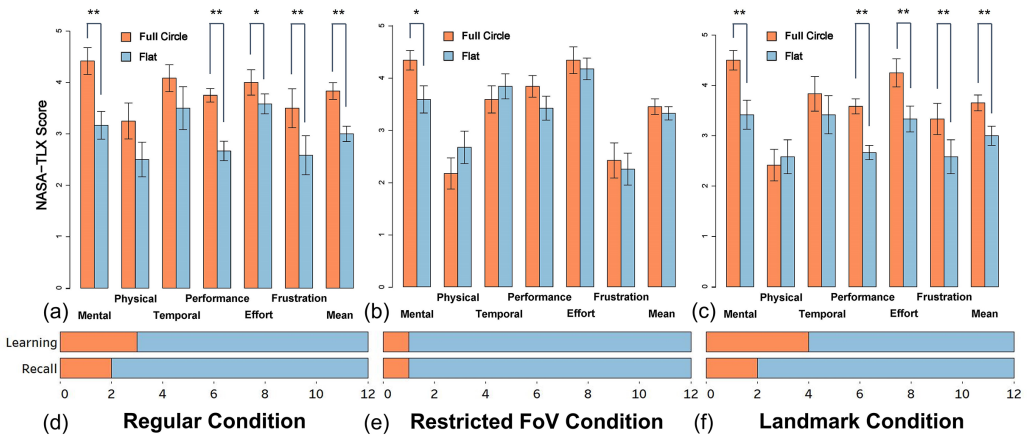 ** ** * ** **
* 
** ** ** ** **
NASA-TLX Score
5
4
3
2
1
0
Full Circle
Flat
5
4
3
2
1
0
Full Circle
Flat
5
4
3
2
1
0
Full Circle
Flat
(a)
Physical Performance Frustration
Mental Temporal Effort Mean
(b)
Physical Performance Frustration
Mental Temporal Effort Mean
(c)
Physical Performance Frustration
Mental Temporal Effort Mean
Learning
Recall
0 2 4 6 8 10 12
0 2 4 6 8 10 12
0 2 4 6 8 10 12
(d) Regular Condition
(e) Restricted FoV Condition
(f) Landmark Condition